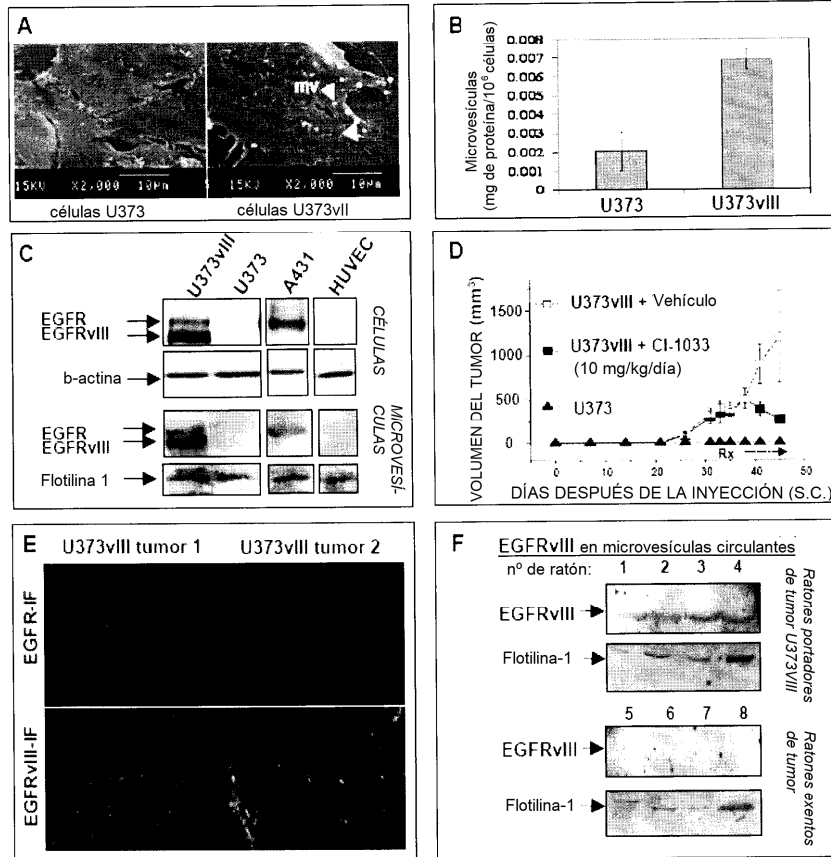 A
mv
15KV X2,000 10µm
15KV X2,000 10µm
células U373
células U373vII
B
Microvesículas
(mg de proteína/10⁶ células)
0.008
0.007
0.006
0.005
0.004
0.003
0.002
0.001
0
U373
U373vIII
C
U373vIII
U373
A431
HUVEC
EGFR
EGFRvIII
b-actina
CÉLULAS
EGFR
EGFRvIII
Flotilina 1
MICROVESÍ-
CULAS
D
VOLUMEN DEL TUMOR (mm³)
1500
1000
500
0
U373vIII + Vehículo
U373vIII + CI-1033
(10 mg/kg/día)
U373
Rx
0 10 20 30 40 50
DÍAS DESPUÉS DE LA INYECCIÓN (S.C.)
E
U373vIII tumor 1
U373vIII tumor 2
EGFR-IF
EGFRvIII-IF
F
EGFRvIII en microvesículas circulantes
nº de ratón: 1 2 3 4
EGFRvIII
Flotilina-1
Ratones portadores
de tumor U373VIII
5 6 7 8
EGFRvIII
Flotilina-1
Ratones exentos
de tumor